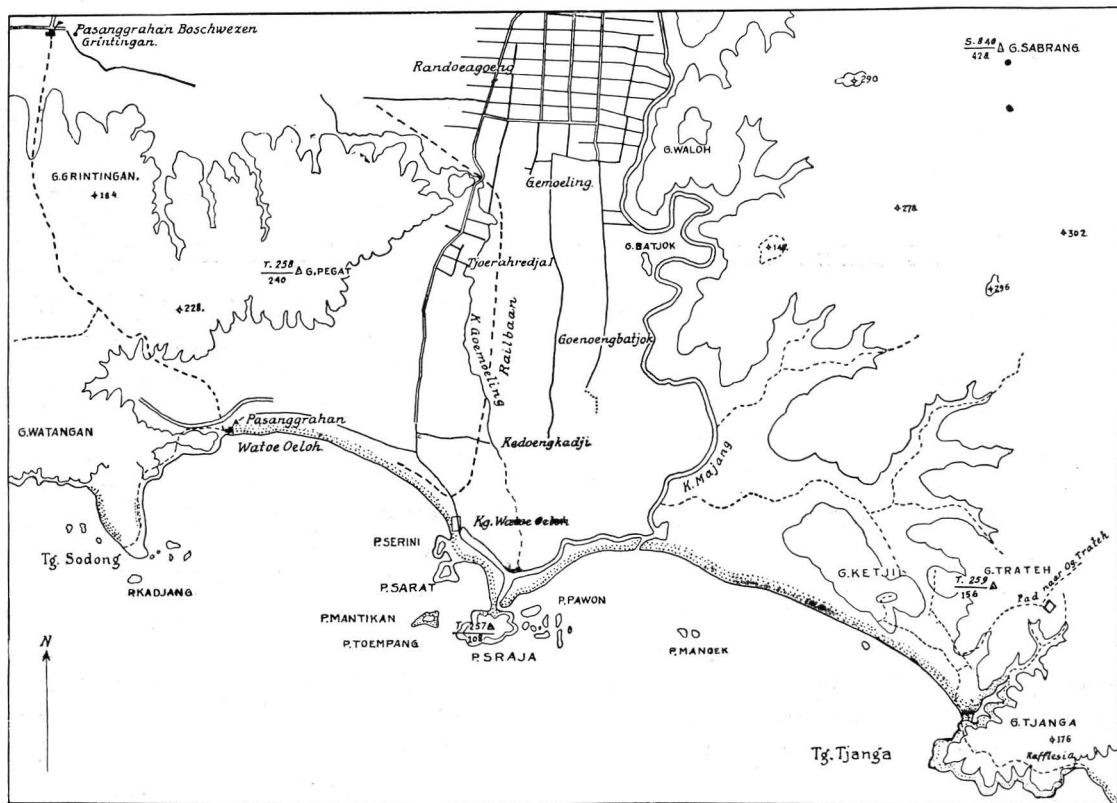 Pasanggrahan Boschwezen
Grintingan.
Randoeagoeng
S. 840
428
G. SABRANG
290
G. WALOH
G. GRINTINGAN.
184
Gemoeling.
278
302
T. 258
240
G. PEGAT
Tjoerahredjal
G. BATJOK
148
296
228.
K. Goemoeling
Railbaan
Goenoengbatjok
G. WATANGAN
Pasanggrahan
Watoe Oeloh.
Kedoengkadji
K. Majang
Kg. Watoe Oeloh
P. SERINI
Tg. Sodong
P. KADJANG
P. SARAT
G. KETJIL
G. TRATEH
T. 259
156
Pad naar Og. Trateh
P. PAWON
P. MANTIKAN
T. 257
108
P. TOEMPANG
P. SRAJA
P. MANGEK
N
G. TJANGA
176
Rafflesia
Tg. Tjanga